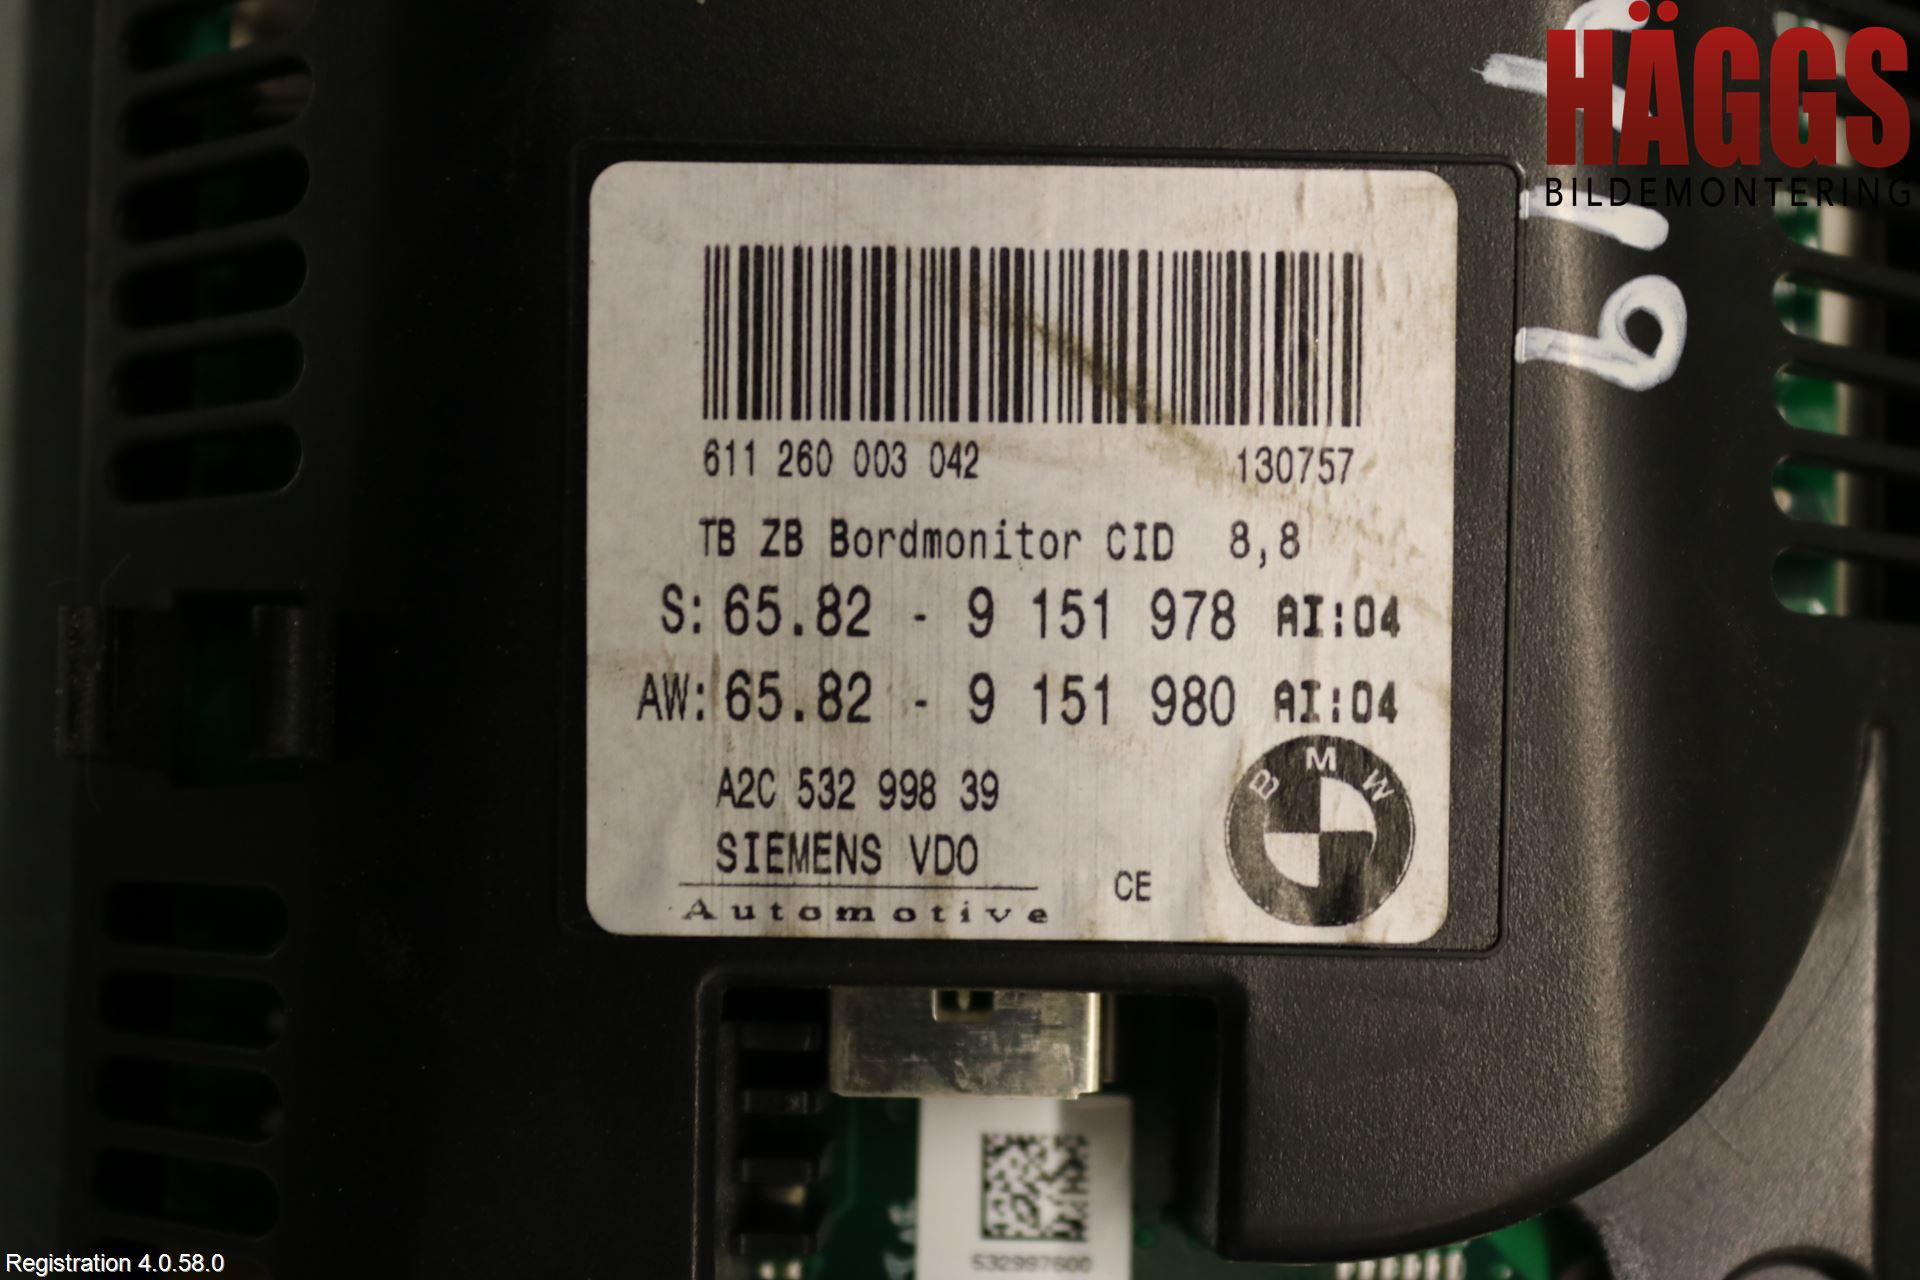 HÄGGS
BILDEMONTERING
611 260 003 042 130757
TB ZB Bordmonitor CID 8,8
S: 65.82 - 9 151 978 AI:04
AW: 65.82 - 9 151 980 AI:04
A2C 532 998 39
SIEMENS VDO
Automotive
CE
BMW
532997600
Registration 4.0.58.0